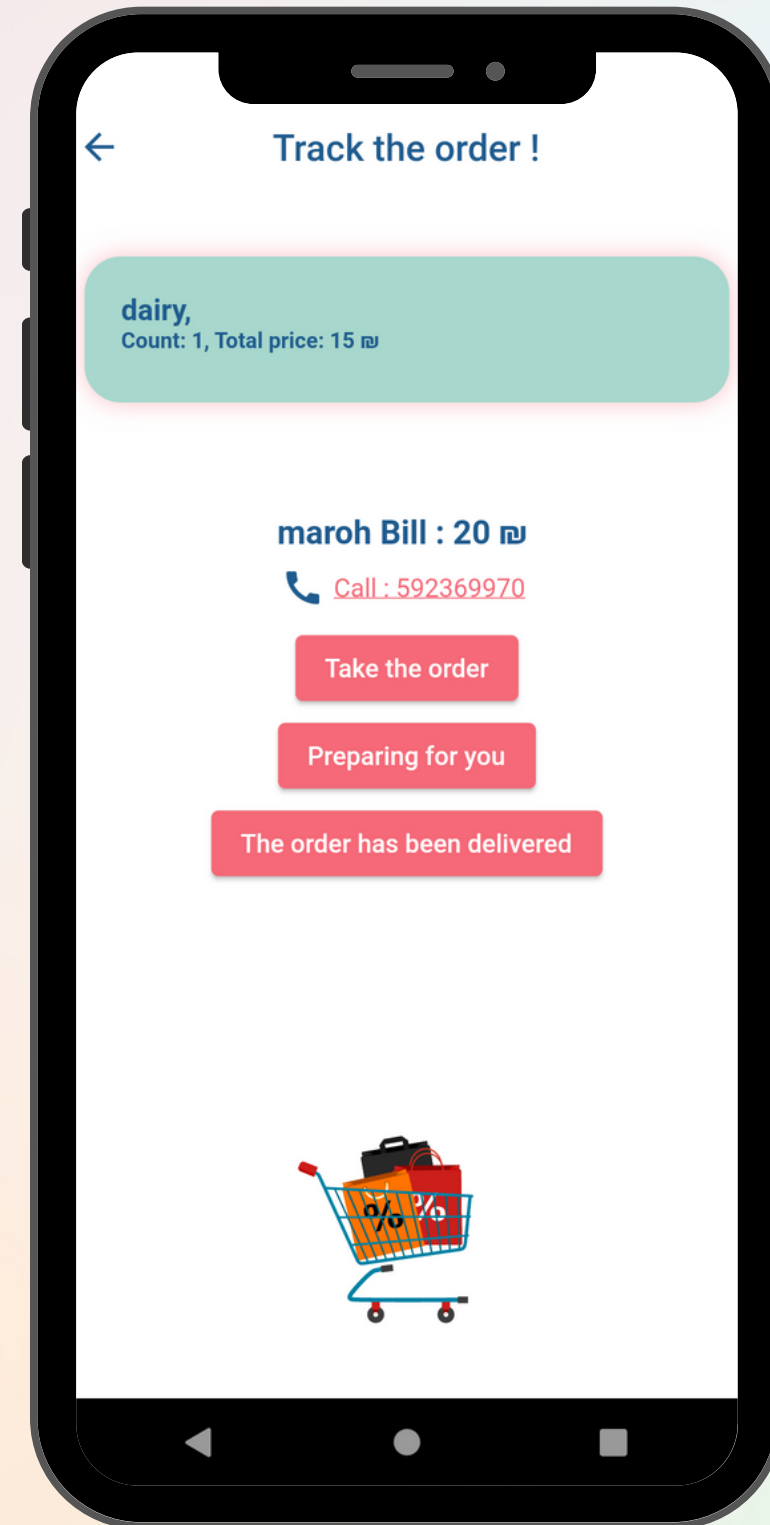 Track the order !
dairy,
Count: 1, Total price: 15 ₪
maroh Bill : 20 ₪
Call : 592369970
Take the order
Preparing for you
The order has been delivered
% %